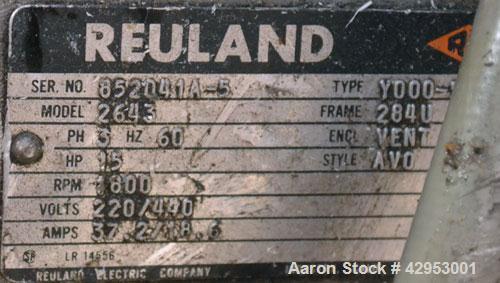 REULAND R
SER. NO. 852041A-5 TYPE Y000-
MODEL 2643 FRAME 284U
PH 3 HZ 60 ENCL VENT
HP 15 STYLE AVO
RPM 1800
VOLTS 220/440
AMPS 37.2/18.6
LR 14556
REULAND ELECTRIC COMPANY
Aaron Stock # 42953001